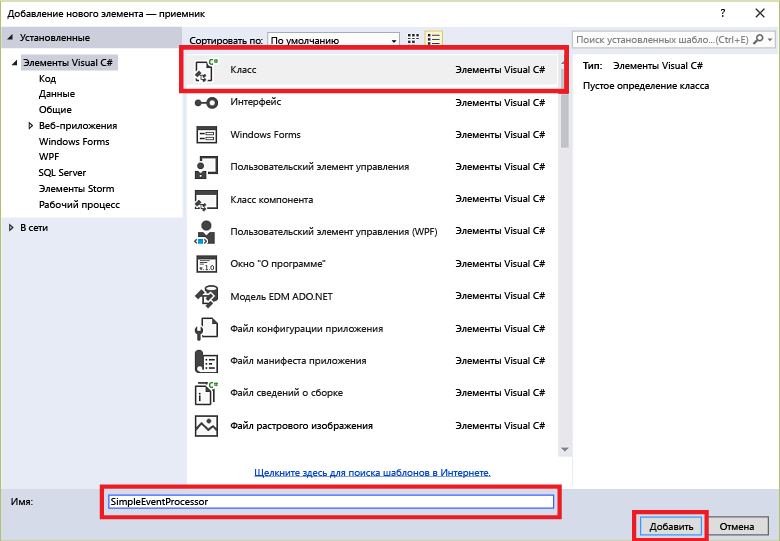 Добавление нового элемента — приемник
? ×
Установленные
Сортировать по: По умолчанию
Поиск установленных шабло...(Ctrl+E)
Элементы Visual C#
Код
Данные
Общие
Веб-приложения
Windows Forms
WPF
SQL Server
Элементы Storm
Рабочий процесс
В сети
C# Класс Элементы Visual C#
Интерфейс Элементы Visual C#
Windows Forms Элементы Visual C#
Пользовательский элемент управления Элементы Visual C#
Класс компонента Элементы Visual C#
Пользовательский элемент управления (WPF) Элементы Visual C#
v.1.0 Окно "О программе" Элементы Visual C#
Модель EDM ADO.NET Элементы Visual C#
Файл конфигурации приложения Элементы Visual C#
Файл манифеста приложения Элементы Visual C#
C# Файл сведений о сборке Элементы Visual C#
Файл растрового изображения Элементы Visual C#
Щелкните здесь для поиска шаблонов в Интернете.
Тип: Элементы Visual C#
Пустое определение класса
Имя: SimpleEventProcessor
Добавить Отмена